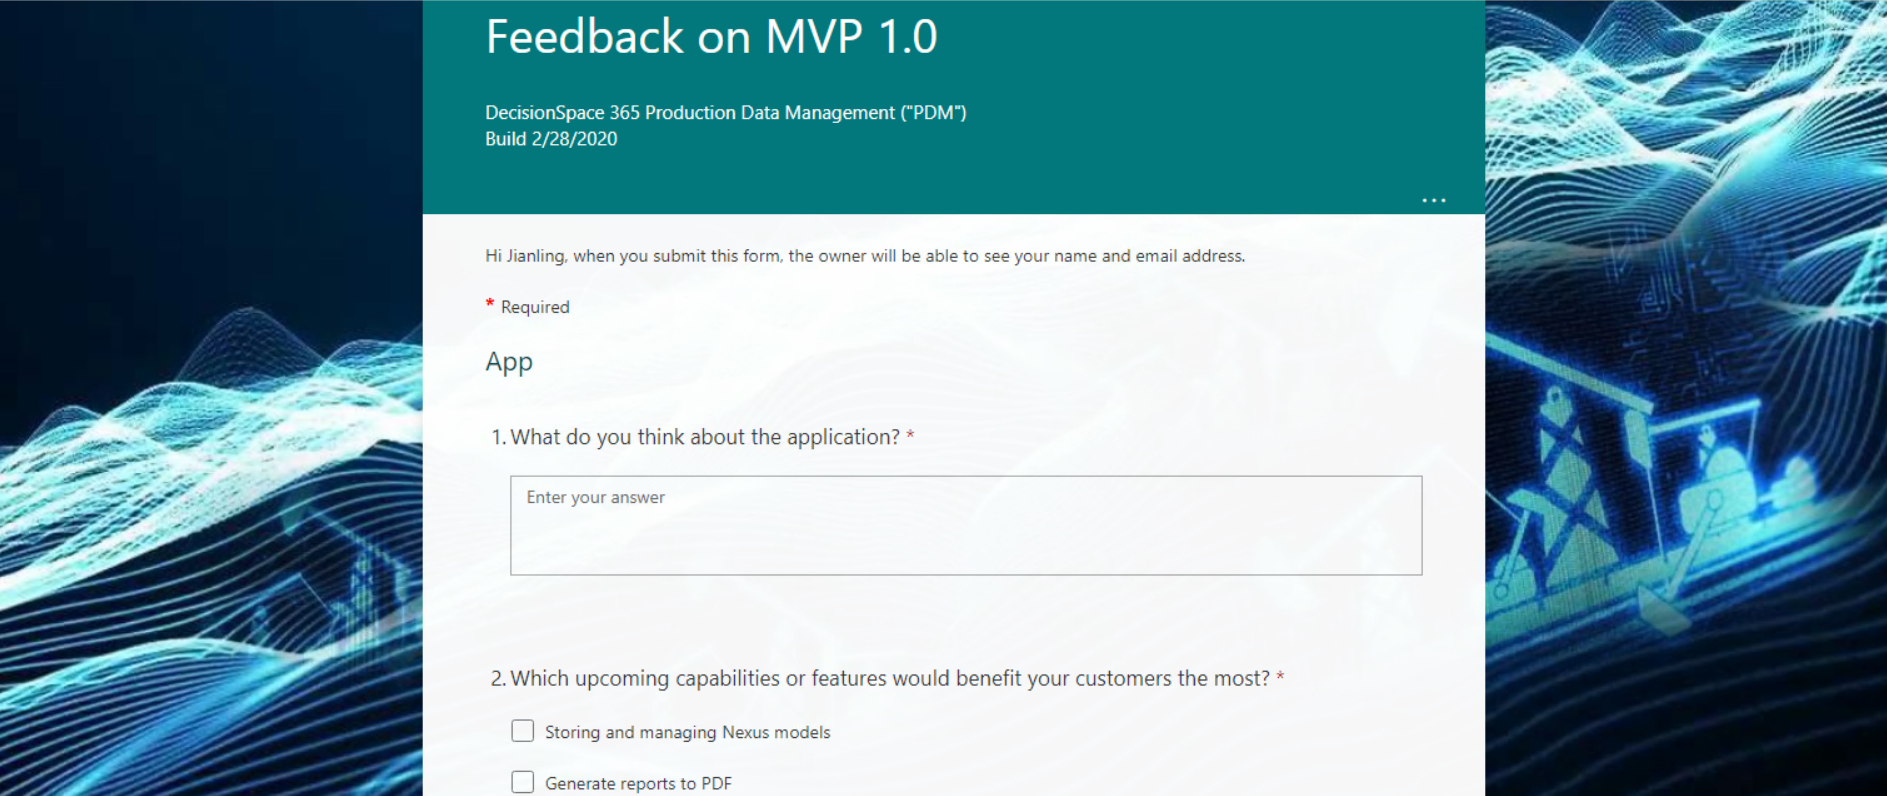 Feedback on MVP 1.0
DecisionSpace 365 Production Data Management ("PDM")
Build 2/28/2020
...
Hi Jianling, when you submit this form, the owner will be able to see your name and email address.
* Required
App
1. What do you think about the application? *
Enter your answer
2. Which upcoming capabilities or features would benefit your customers the most? *
Storing and managing Nexus models
Generate reports to PDF